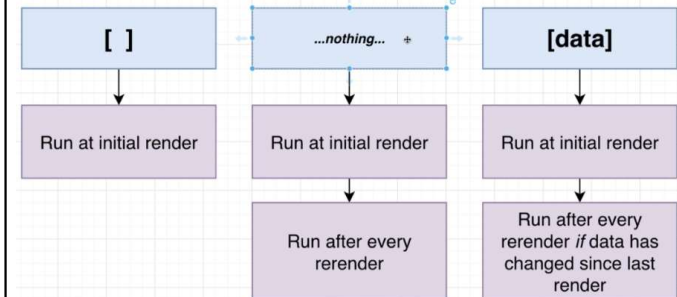 [ ]
...nothing...
[data]
Run at initial render
Run at initial render
Run at initial render
Run after every
rerender
Run after every
rerender if data has
changed since last
render